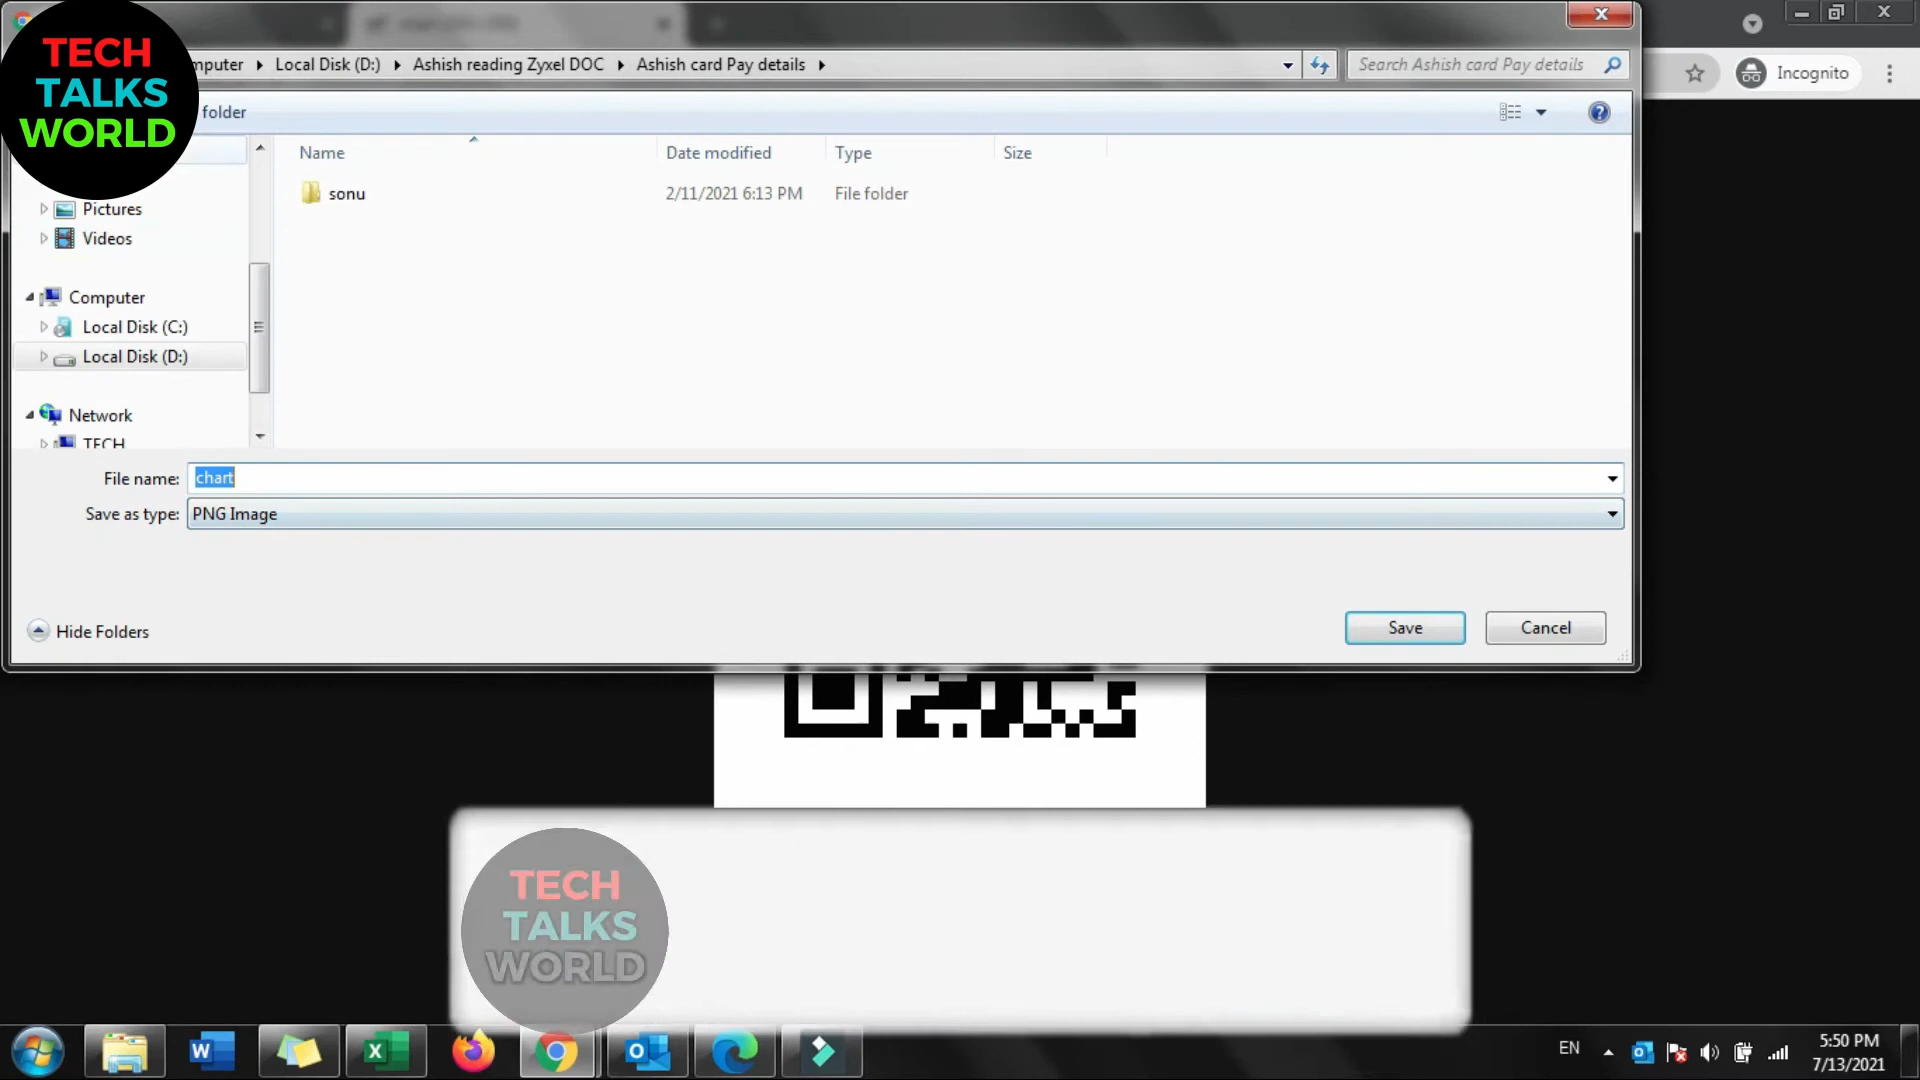 TECH
TALKS
WORLD
mputer
Local Disk (D:)
Ashish reading Zyxel DOC
Ashish card Pay details
Search Ashish card Pay details
Incognito
folder
Name
Date modified
Type
Size
sonu
2/11/2021 6:13 PM
File folder
Pictures
Videos
Computer
Local Disk (C:)
Local Disk (D:)
Network
TECH
File name:
chart
Save as type:
PNG Image
Hide Folders
Save
Cancel
TECH
TALKS
WORLD
EN
5:50 PM
7/13/2021